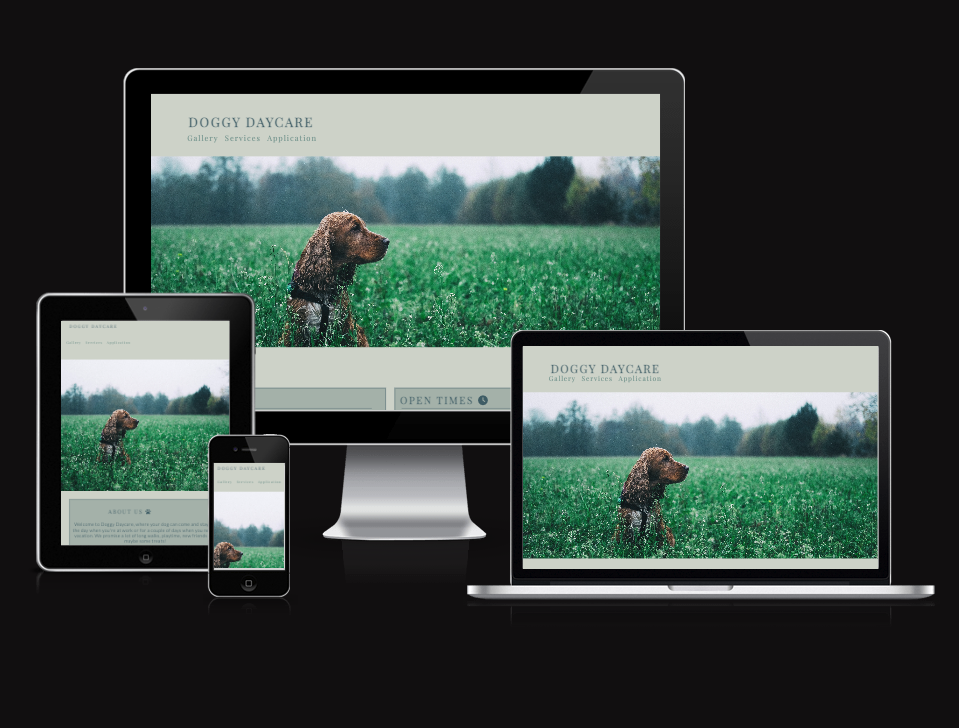 DOGGY DAYCARE
Gallery Services Application
OPEN TIMES
DOGGY DAYCARE
Gallery Services Application
ABOUT US
Welcome to Doggy Daycare, where your dog can come and stay
DOGGY DAYCARE
Gallery Services Application
DOGGY DAYCARE
Gallery Services Application